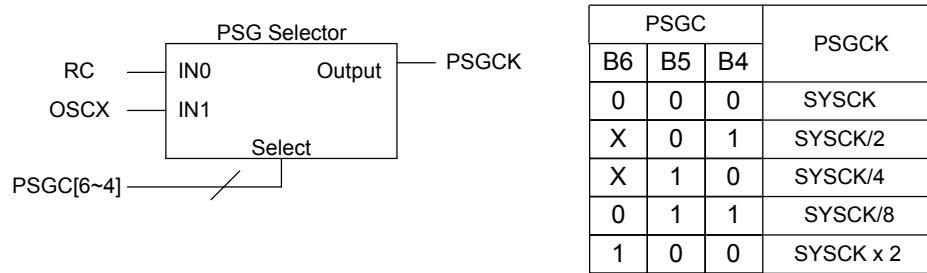 PSG Selector
RC IN0 Output PSGCK
OSCX IN1
Select
PSGC[6~4]
PSGC PSGCK
B6 B5 B4
0 0 0 SYSCK
X 0 1 SYSCK/2
X 1 0 SYSCK/4
0 1 1 SYSCK/8
1 0 0 SYSCK x 2